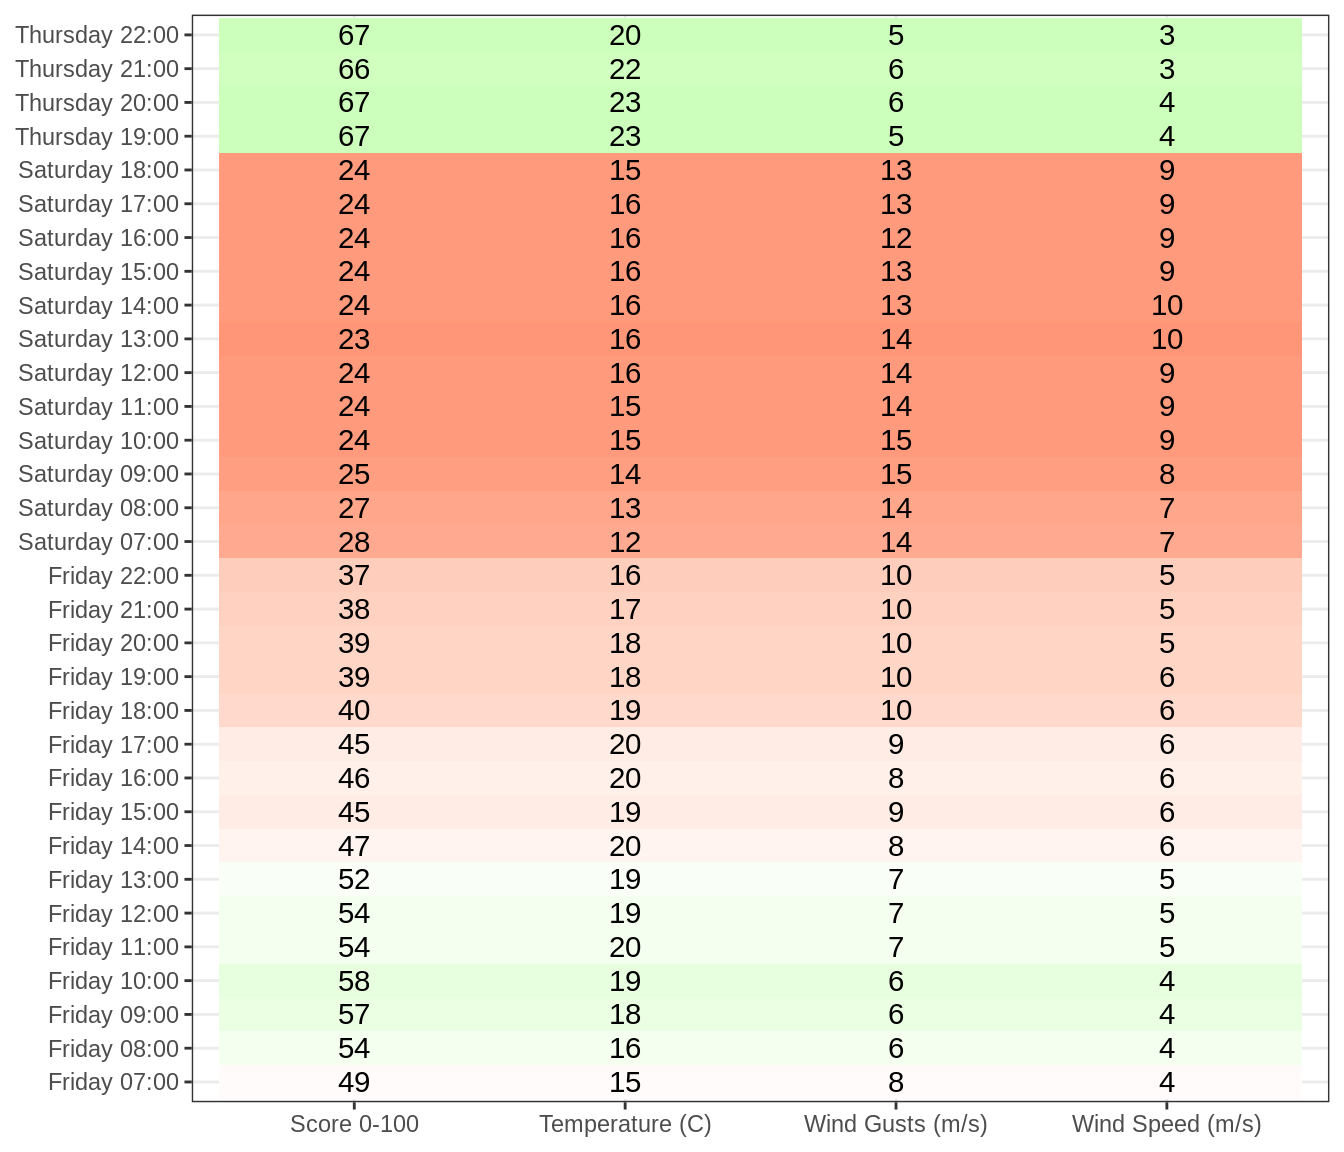 Thursday 22:00 67 20 5 3
Thursday 21:00 66 22 6 3
Thursday 20:00 67 23 6 4
Thursday 19:00 67 23 5 4
Saturday 18:00 24 15 13 9
Saturday 17:00 24 16 13 9
Saturday 16:00 24 16 12 9
Saturday 15:00 24 16 13 9
Saturday 14:00 24 16 13 10
Saturday 13:00 23 16 14 10
Saturday 12:00 24 16 14 9
Saturday 11:00 24 15 14 9
Saturday 10:00 24 15 15 9
Saturday 09:00 25 14 15 8
Saturday 08:00 27 13 14 7
Saturday 07:00 28 12 14 7
Friday 22:00 37 16 10 5
Friday 21:00 38 17 10 5
Friday 20:00 39 18 10 5
Friday 19:00 39 18 10 6
Friday 18:00 40 19 10 6
Friday 17:00 45 20 9 6
Friday 16:00 46 20 8 6
Friday 15:00 45 19 9 6
Friday 14:00 47 20 8 6
Friday 13:00 52 19 7 5
Friday 12:00 54 19 7 5
Friday 11:00 54 20 7 5
Friday 10:00 58 19 6 4
Friday 09:00 57 18 6 4
Friday 08:00 54 16 6 4
Friday 07:00 49 15 8 4
Score 0-100 Temperature (C) Wind Gusts (m/s) Wind Speed (m/s)